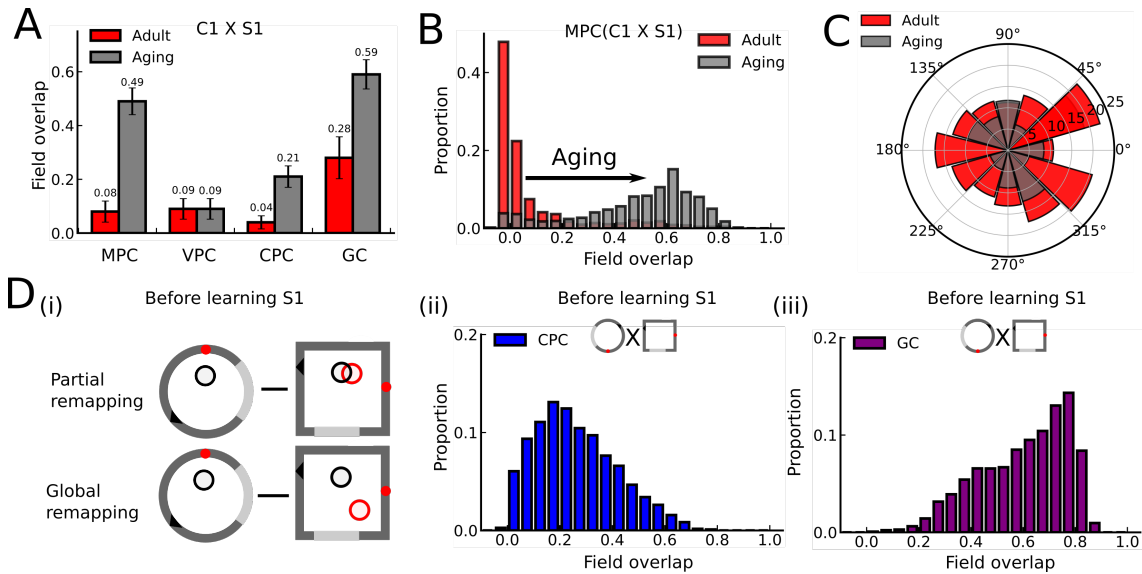 A
C1 X S1
Adult
Aging
Field overlap
0.6
0.4
0.2
0.0
0.08
0.49
0.09
0.09
0.04
0.21
0.28
0.59
MPC
VPC
CPC
GC
B
MPC(C1 X S1)
Adult
Aging
Proportion
0.4
0.2
0.0
Aging
0.0
0.2
0.4
0.6
0.8
1.0
Field overlap
C
Adult
Aging
90°
45°
0°
315°
270°
225°
180°
135°
5
10
15
20
25
D
(i)
Before learning S1
Partial
remapping
Global
remapping
(ii)
Before learning S1
X
CPC
Proportion
0.2
0.1
0.0
0.0
0.2
0.4
0.6
0.8
1.0
Field overlap
(iii)
Before learning S1
X
GC
Proportion
0.2
0.1
0.0
0.0
0.2
0.4
0.6
0.8
1.0
Field overlap